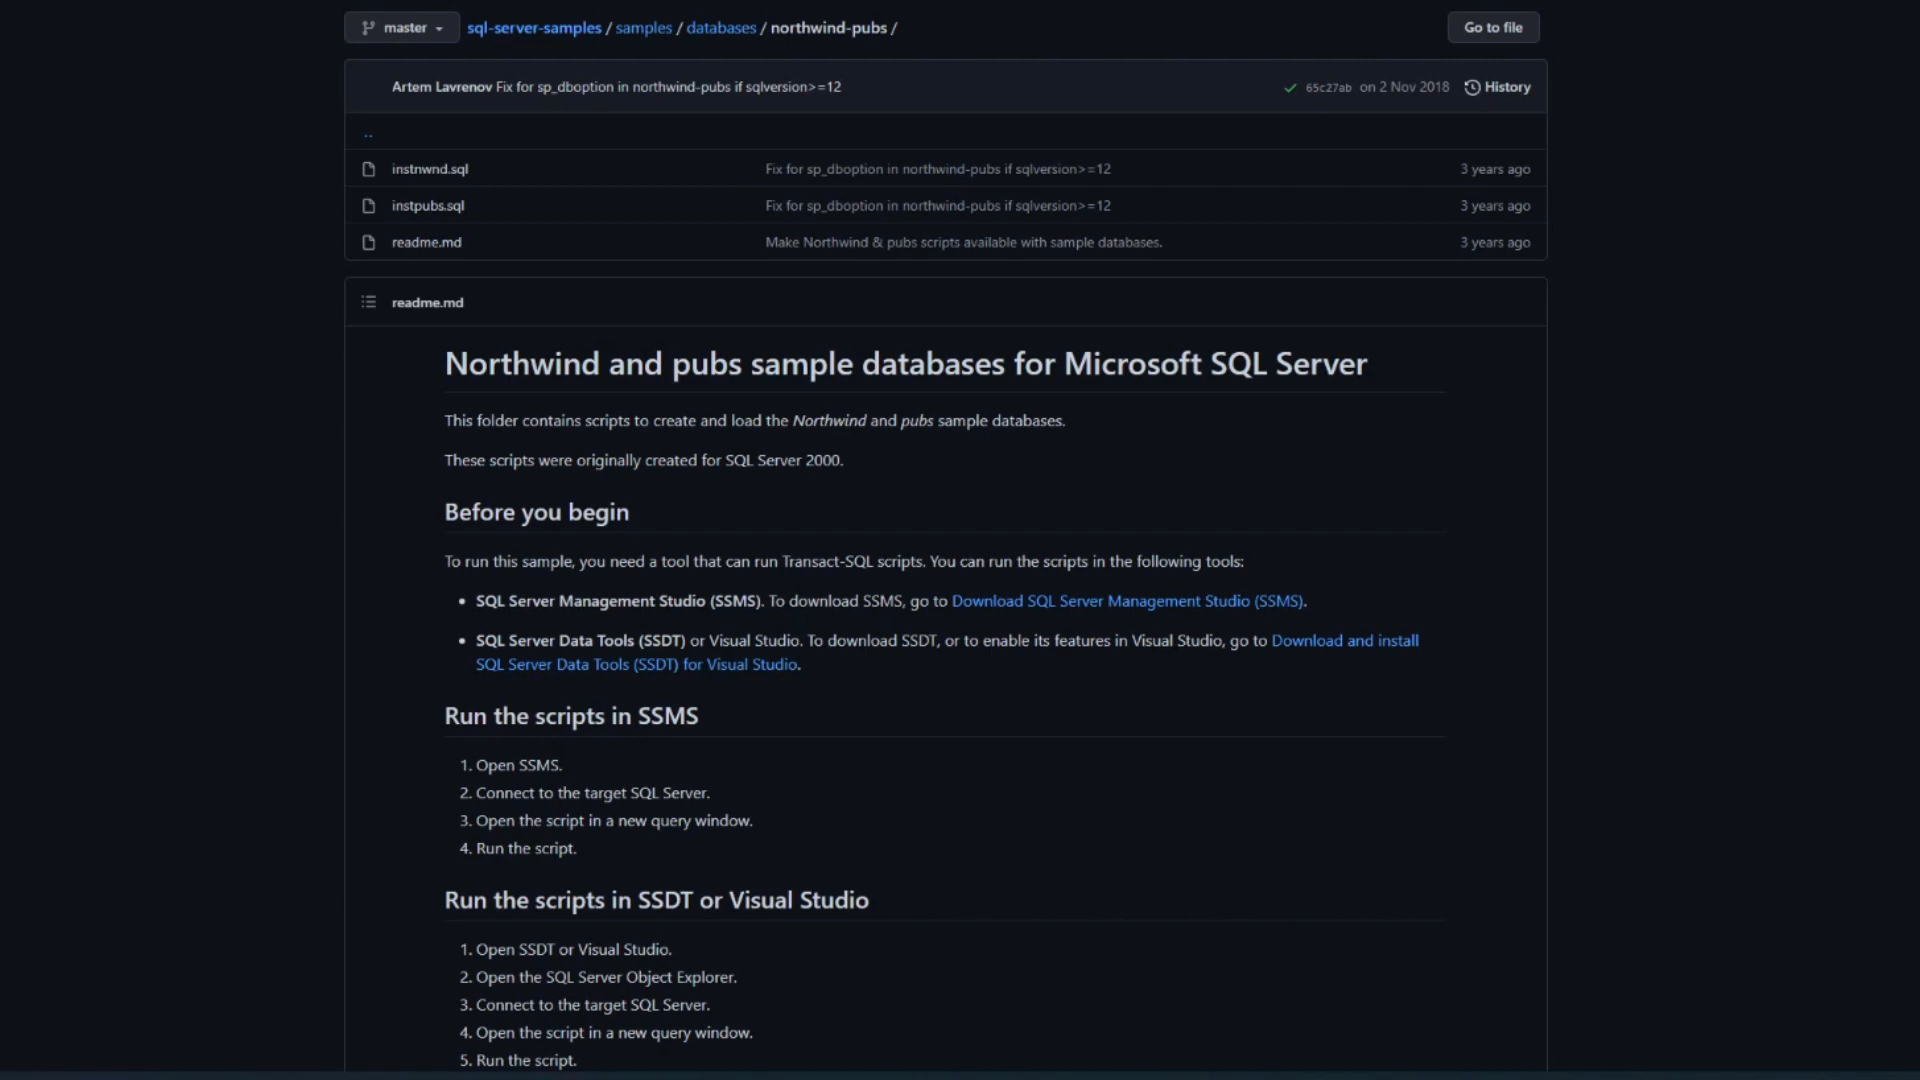 master sql-server-samples / samples / databases / northwind-pubs / Go to file
Artem Lavrenov Fix for sp_dboption in northwind-pubs if sqlversion>=12 65c27ab on 2 Nov 2018 History
..
instnwnd.sql Fix for sp_dboption in northwind-pubs if sqlversion>=12 3 years ago
instpubs.sql Fix for sp_dboption in northwind-pubs if sqlversion>=12 3 years ago
readme.md Make Northwind & pubs scripts available with sample databases. 3 years ago
readme.md
Northwind and pubs sample databases for Microsoft SQL Server
This folder contains scripts to create and load the Northwind and pubs sample databases.
These scripts were originally created for SQL Server 2000.
Before you begin
To run this sample, you need a tool that can run Transact-SQL scripts. You can run the scripts in the following tools:
• SQL Server Management Studio (SSMS). To download SSMS, go to Download SQL Server Management Studio (SSMS).
• SQL Server Data Tools (SSDT) or Visual Studio. To download SSDT, or to enable its features in Visual Studio, go to Download and install
SQL Server Data Tools (SSDT) for Visual Studio.
Run the scripts in SSMS
1. Open SSMS.
2. Connect to the target SQL Server.
3. Open the script in a new query window.
4. Run the script.
Run the scripts in SSDT or Visual Studio
1. Open SSDT or Visual Studio.
2. Open the SQL Server Object Explorer.
3. Connect to the target SQL Server.
4. Open the script in a new query window.
5. Run the script.